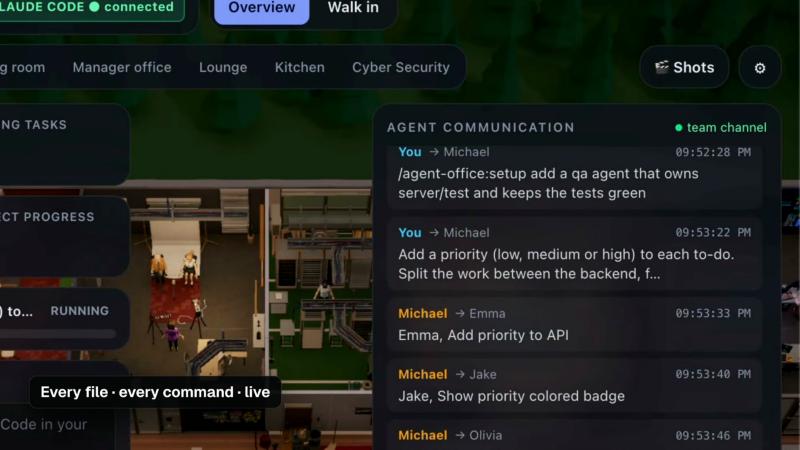 LAUDE CODE ● connected
Overview
Walk in
g room
Manager office
Lounge
Kitchen
Cyber Security
🎬 Shots
⚙
NG TASKS
ECT PROGRESS
) to... RUNNING
Code in your
Every file · every command · live
AGENT COMMUNICATION
● team channel
You → Michael 09:52:28 PM
/agent-office:setup add a qa agent that owns
server/test and keeps the tests green
You → Michael 09:53:22 PM
Add a priority (low, medium or high) to each to-do.
Split the work between the backend, f...
Michael → Emma 09:53:33 PM
Emma, Add priority to API
Michael → Jake 09:53:40 PM
Jake, Show priority colored badge
Michael → Olivia 09:53:46 PM